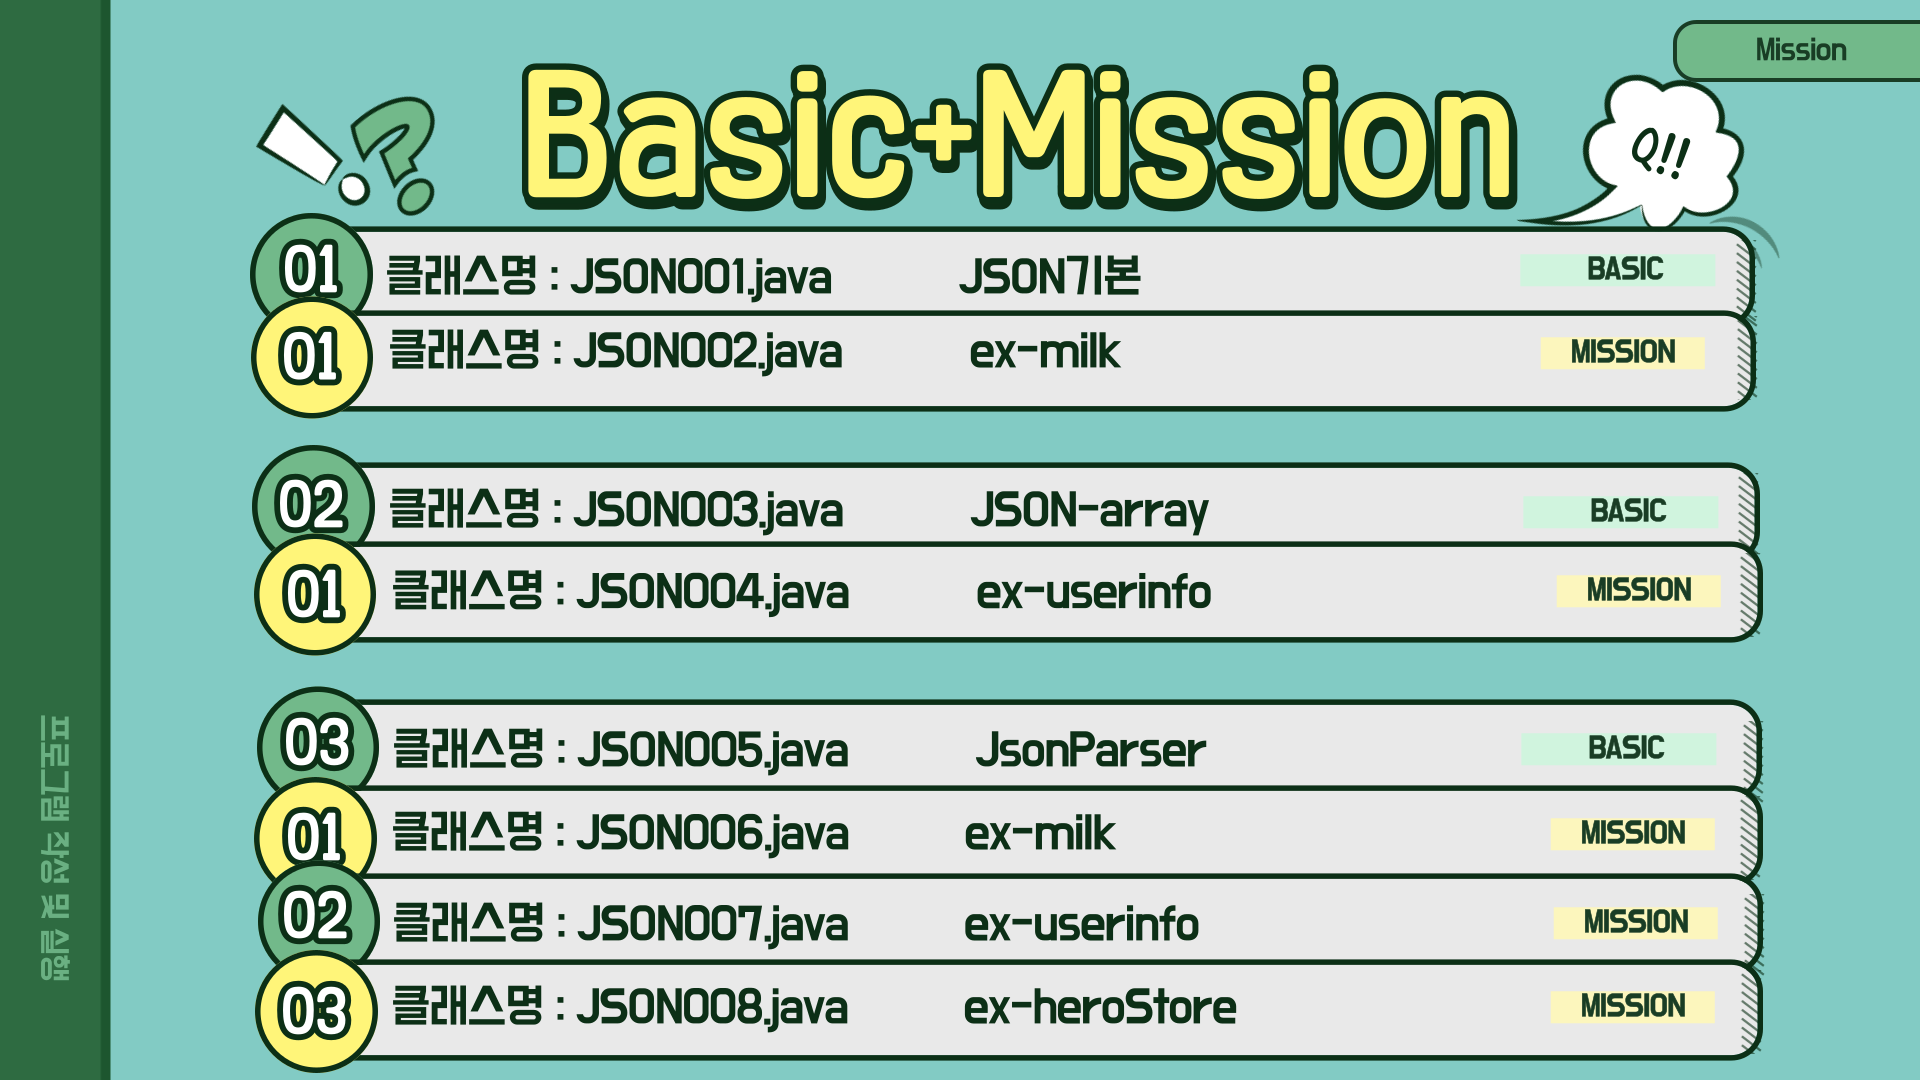 Mission
Basic+Mission
Q!!
01 클래스명 : JSON001.java JSON기본 BASIC
01 클래스명 : JSON002.java ex-milk MISSION
02 클래스명 : JSON003.java JSON-array BASIC
01 클래스명 : JSON004.java ex-userinfo MISSION
03 클래스명 : JSON005.java JsonParser BASIC
01 클래스명 : JSON006.java ex-milk MISSION
02 클래스명 : JSON007.java ex-userinfo MISSION
03 클래스명 : JSON008.java ex-heroStore MISSION
프로그램 작성 및 실행